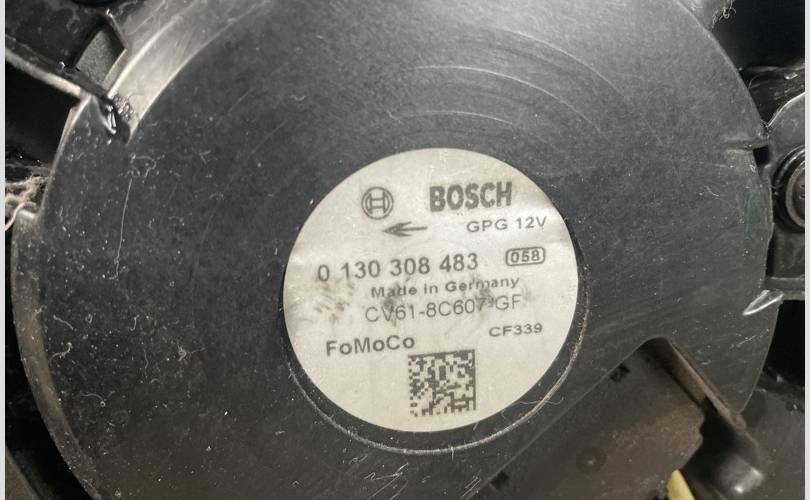 BOSCH
GPG 12V
0 130 308 483 058
Made in Germany
CV61-8C607-GF
FoMoCo CF339